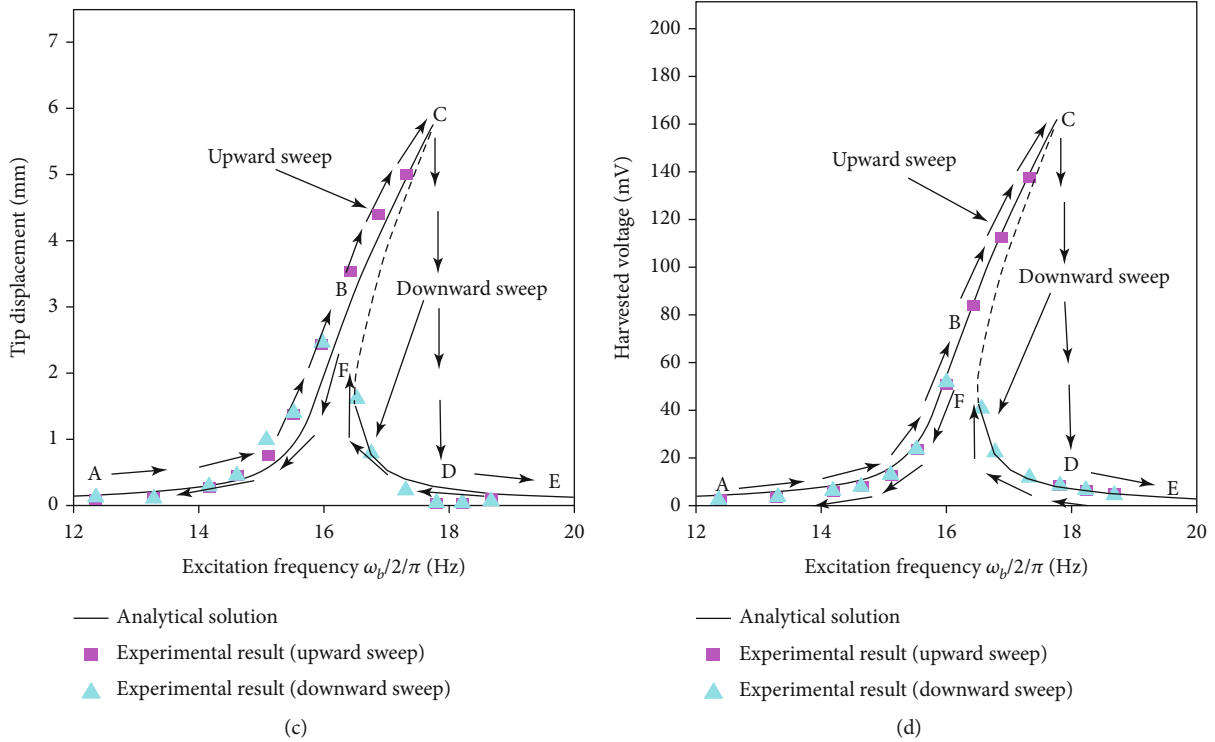 7
6
5
4
3
2
1
0
Tip displacement (mm)
12
14
16
18
20
Excitation frequency ω_b/2/π (Hz)
A
B
C
D
E
F
Upward sweep
Downward sweep
Analytical solution
Experimental result (upward sweep)
Experimental result (downward sweep)
(c)
200
180
160
140
120
100
80
60
40
20
0
Harvested voltage (mV)
12
14
16
18
20
Excitation frequency ω_b/2/π (Hz)
A
B
C
D
E
F
Upward sweep
Downward sweep
Analytical solution
Experimental result (upward sweep)
Experimental result (downward sweep)
(d)